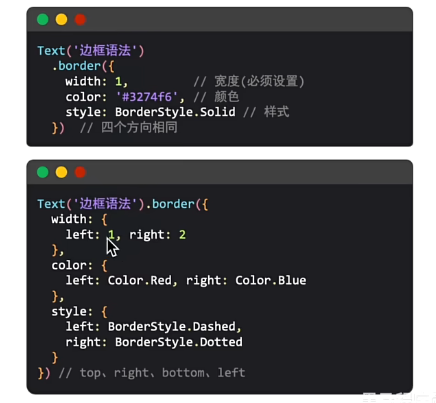 Text('边框语法')
.border({
width: 1, // 宽度(必须设置)
color: '#3274f6', // 颜色
style: BorderStyle.Solid // 样式
}) // 四个方向相同
Text('边框语法').border({
width: {
left: 1, right: 2
},
color: {
left: Color.Red, right: Color.Blue
},
style: {
left: BorderStyle.Dashed,
right: BorderStyle.Dotted
}
}) // top、right、bottom、left